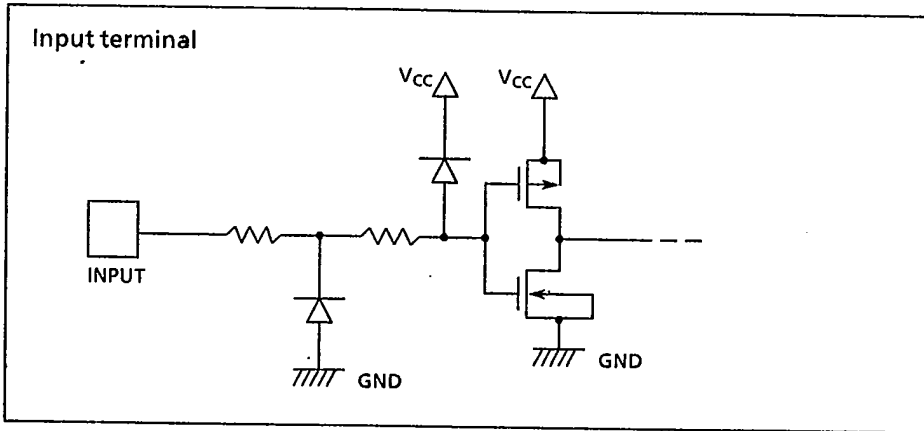 Input terminal
VCC
VCC
INPUT
GND
GND